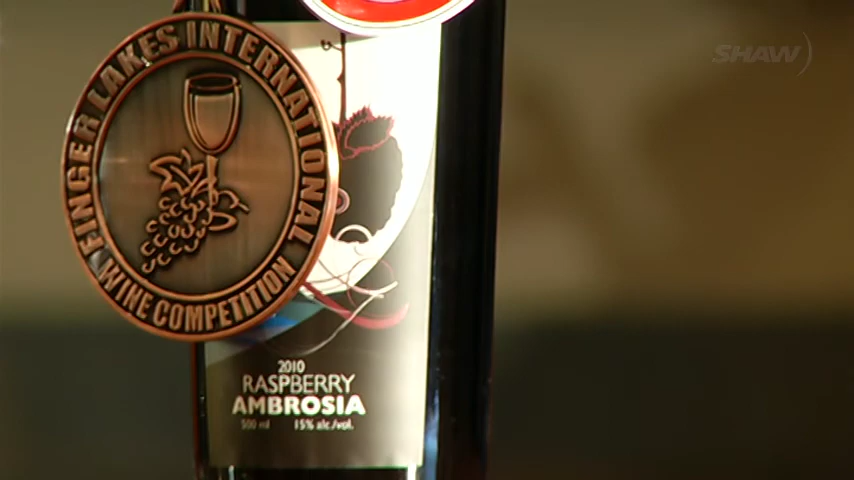 FINGER LAKES INTERNATIONAL
WINE COMPETITION
SHAW
2010
RASPBERRY
AMBROSIA
500 ml 15% alc./vol.